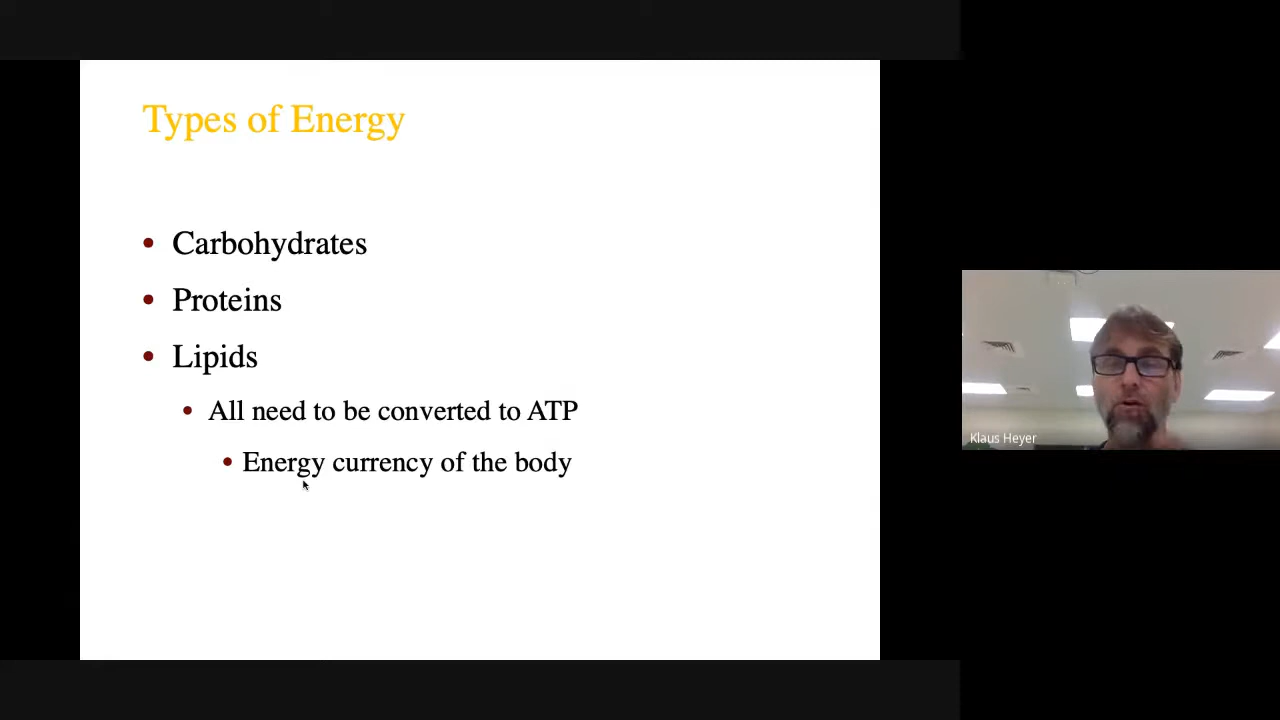 Types of Energy
• Carbohydrates
• Proteins
• Lipids
• All need to be converted to ATP
• Energy currency of the body
Klaus Heyer